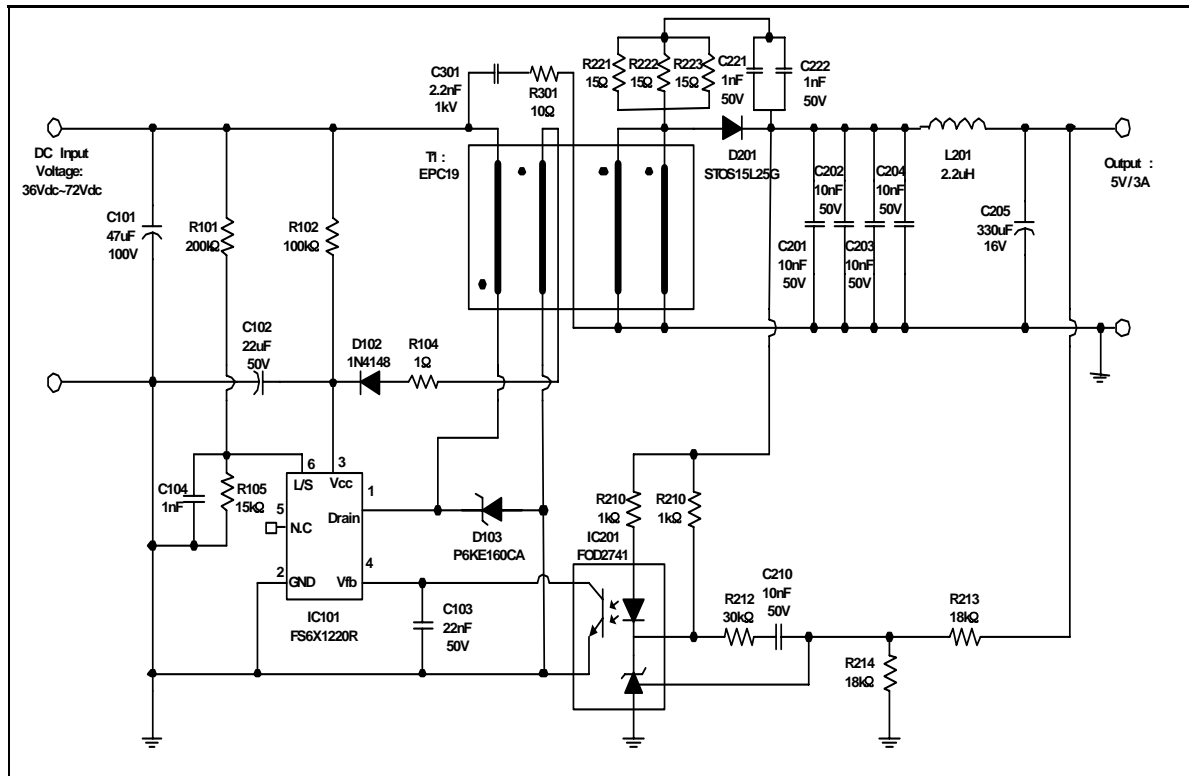 R221
15Ω
R222
15Ω
R223
15Ω
C221
1nF
50V
C222
1nF
50V
C301
2.2nF
1kV
R301
10Ω
DC Input
Voltage:
36Vdc~72Vdc
T1 :
EPC19
D201
STOS15L25G
L201
2.2uH
Output :
5V/3A
C101
47uF
100V
R101
200kΩ
R102
100kΩ
C202
10nF
50V
C204
10nF
50V
C201
10nF
50V
C203
10nF
50V
C205
330uF
16V
C102
22uF
50V
D102
1N4148
R104
1Ω
C104
1nF
R105
15kΩ
6
L/S
3
Vcc
1
Drain
5
N.C
2
GND
4
Vfb
IC101
FS6X1220R
D103
P6KE160CA
C103
22nF
50V
R210
1kΩ
R210
1kΩ
IC201
FOD2741
R212
30kΩ
C210
10nF
50V
R213
18kΩ
R214
18kΩ